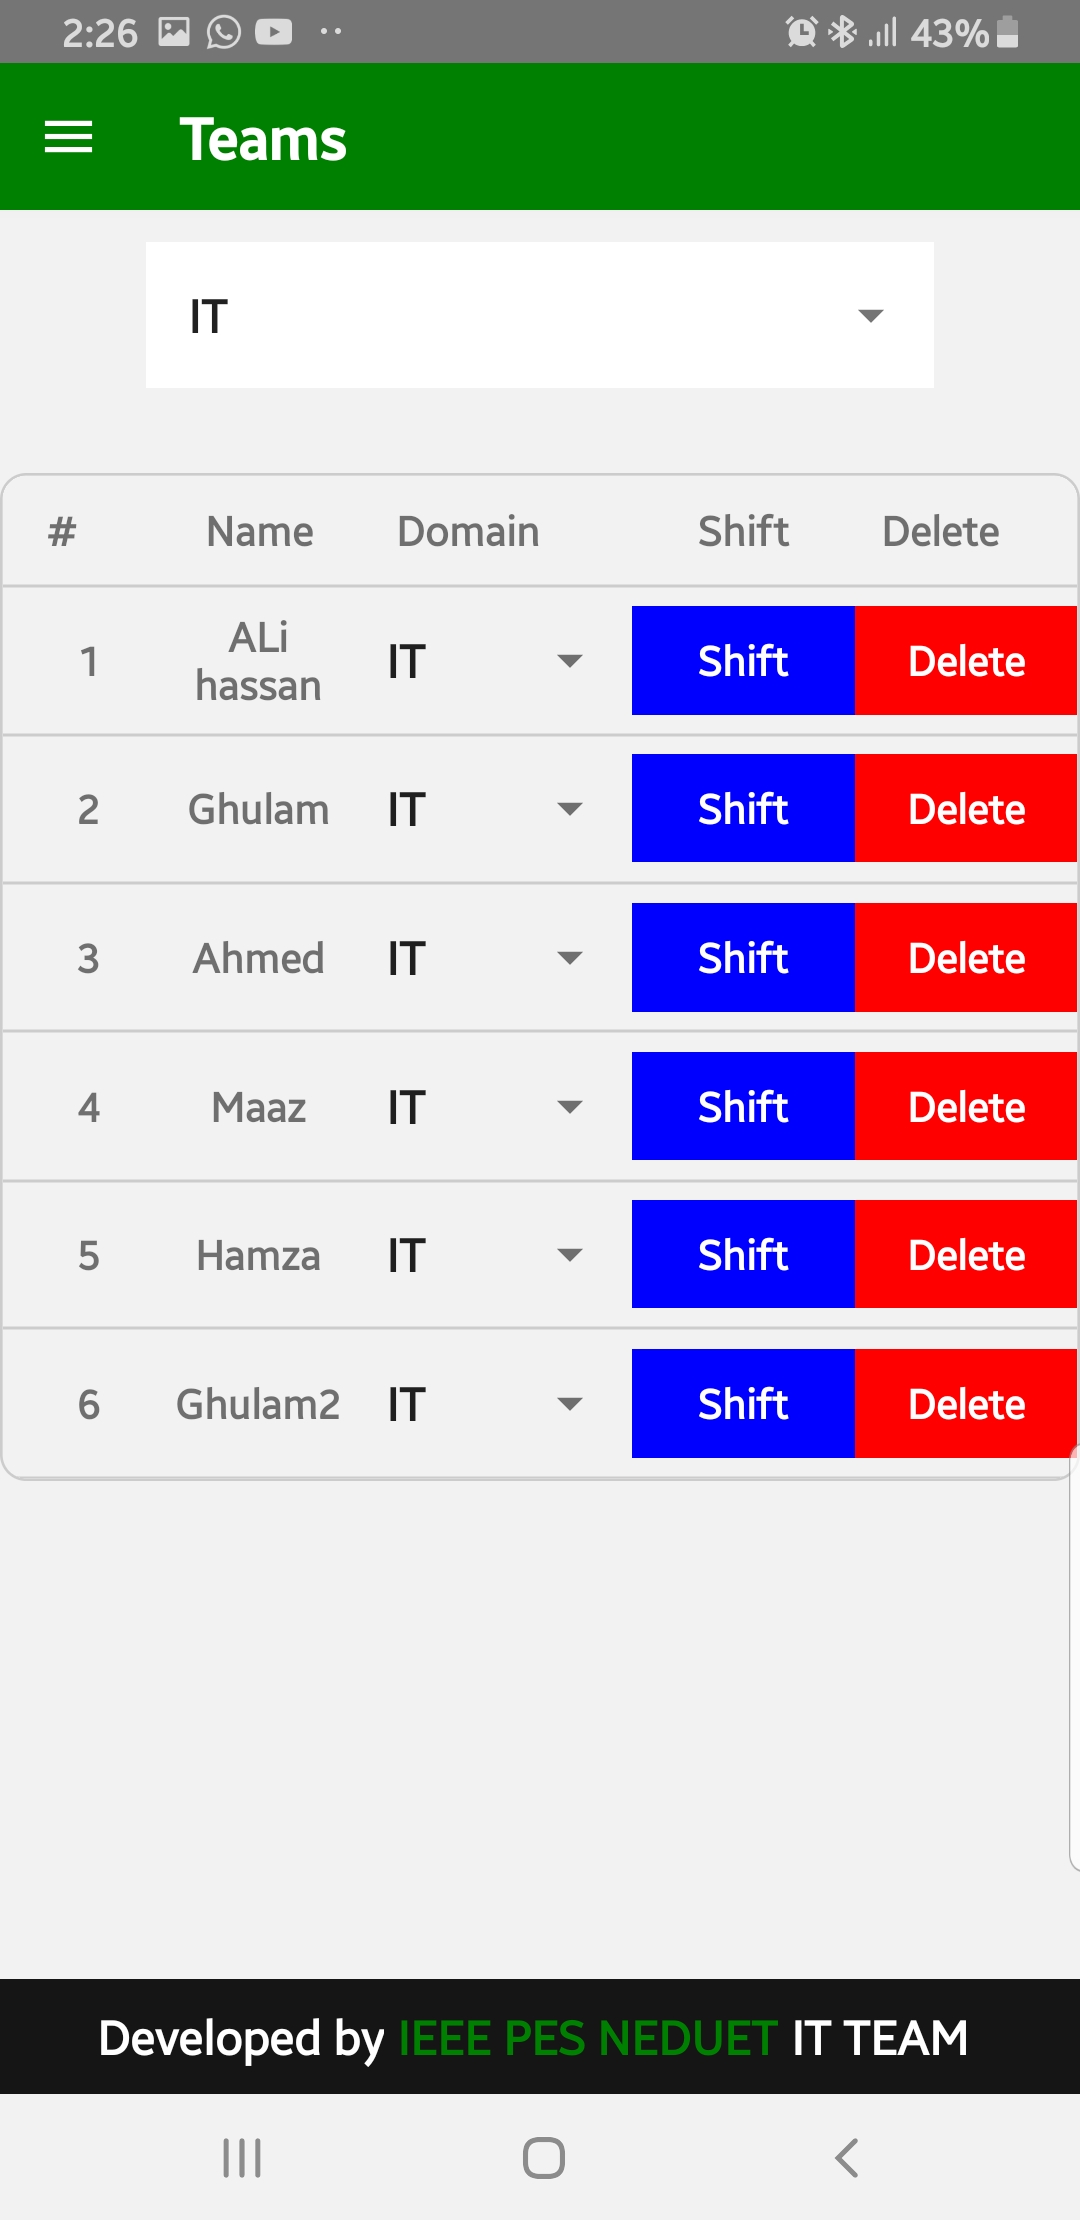 2:26 43%
Teams
IT
# Name Domain Shift Delete
1 ALi hassan IT Shift Delete
2 Ghulam IT Shift Delete
3 Ahmed IT Shift Delete
4 Maaz IT Shift Delete
5 Hamza IT Shift Delete
6 Ghulam2 IT Shift Delete
Developed by IEEE PES NEDUET IT TEAM